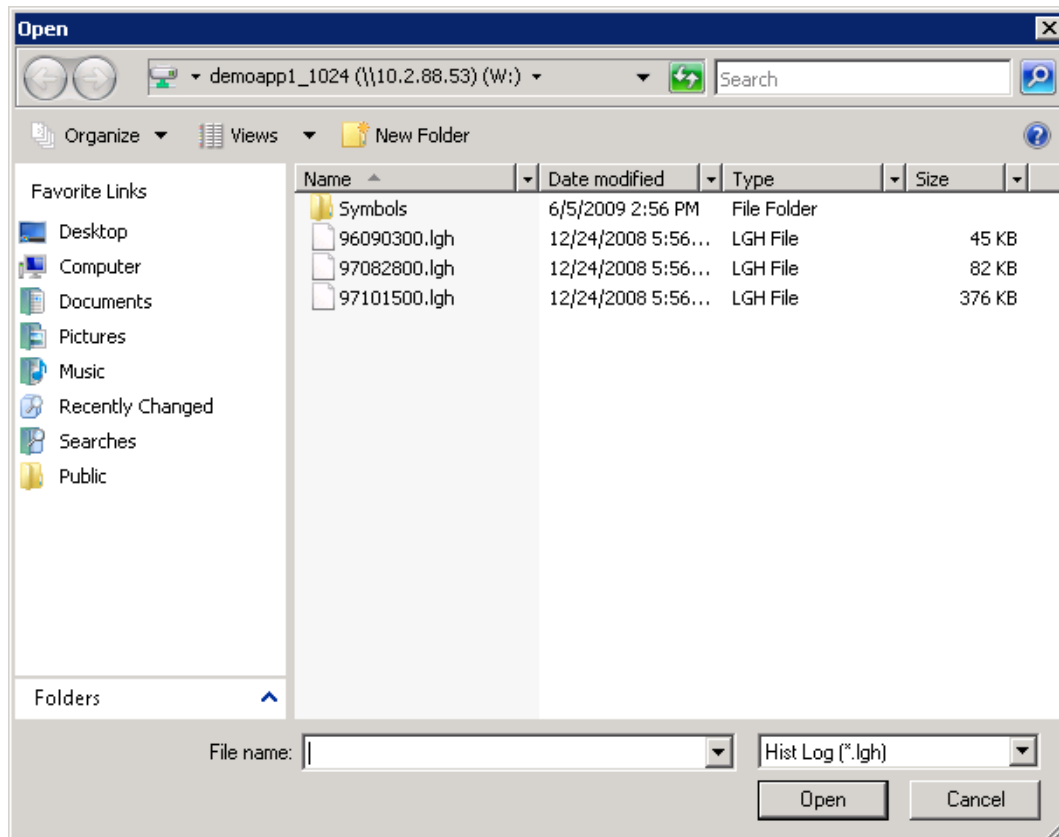 Open
demoapp1_1024 (\\10.2.88.53) (W:)
Search
Organize Views New Folder
Favorite Links
Desktop
Computer
Documents
Pictures
Music
Recently Changed
Searches
Public
Folders
Name Date modified Type Size
Symbols 6/5/2009 2:56 PM File Folder
96090300.lgh 12/24/2008 5:56... LGH File 45 KB
97082800.lgh 12/24/2008 5:56... LGH File 82 KB
97101500.lgh 12/24/2008 5:56... LGH File 376 KB
File name: Hist Log (*.lgh)
Open Cancel